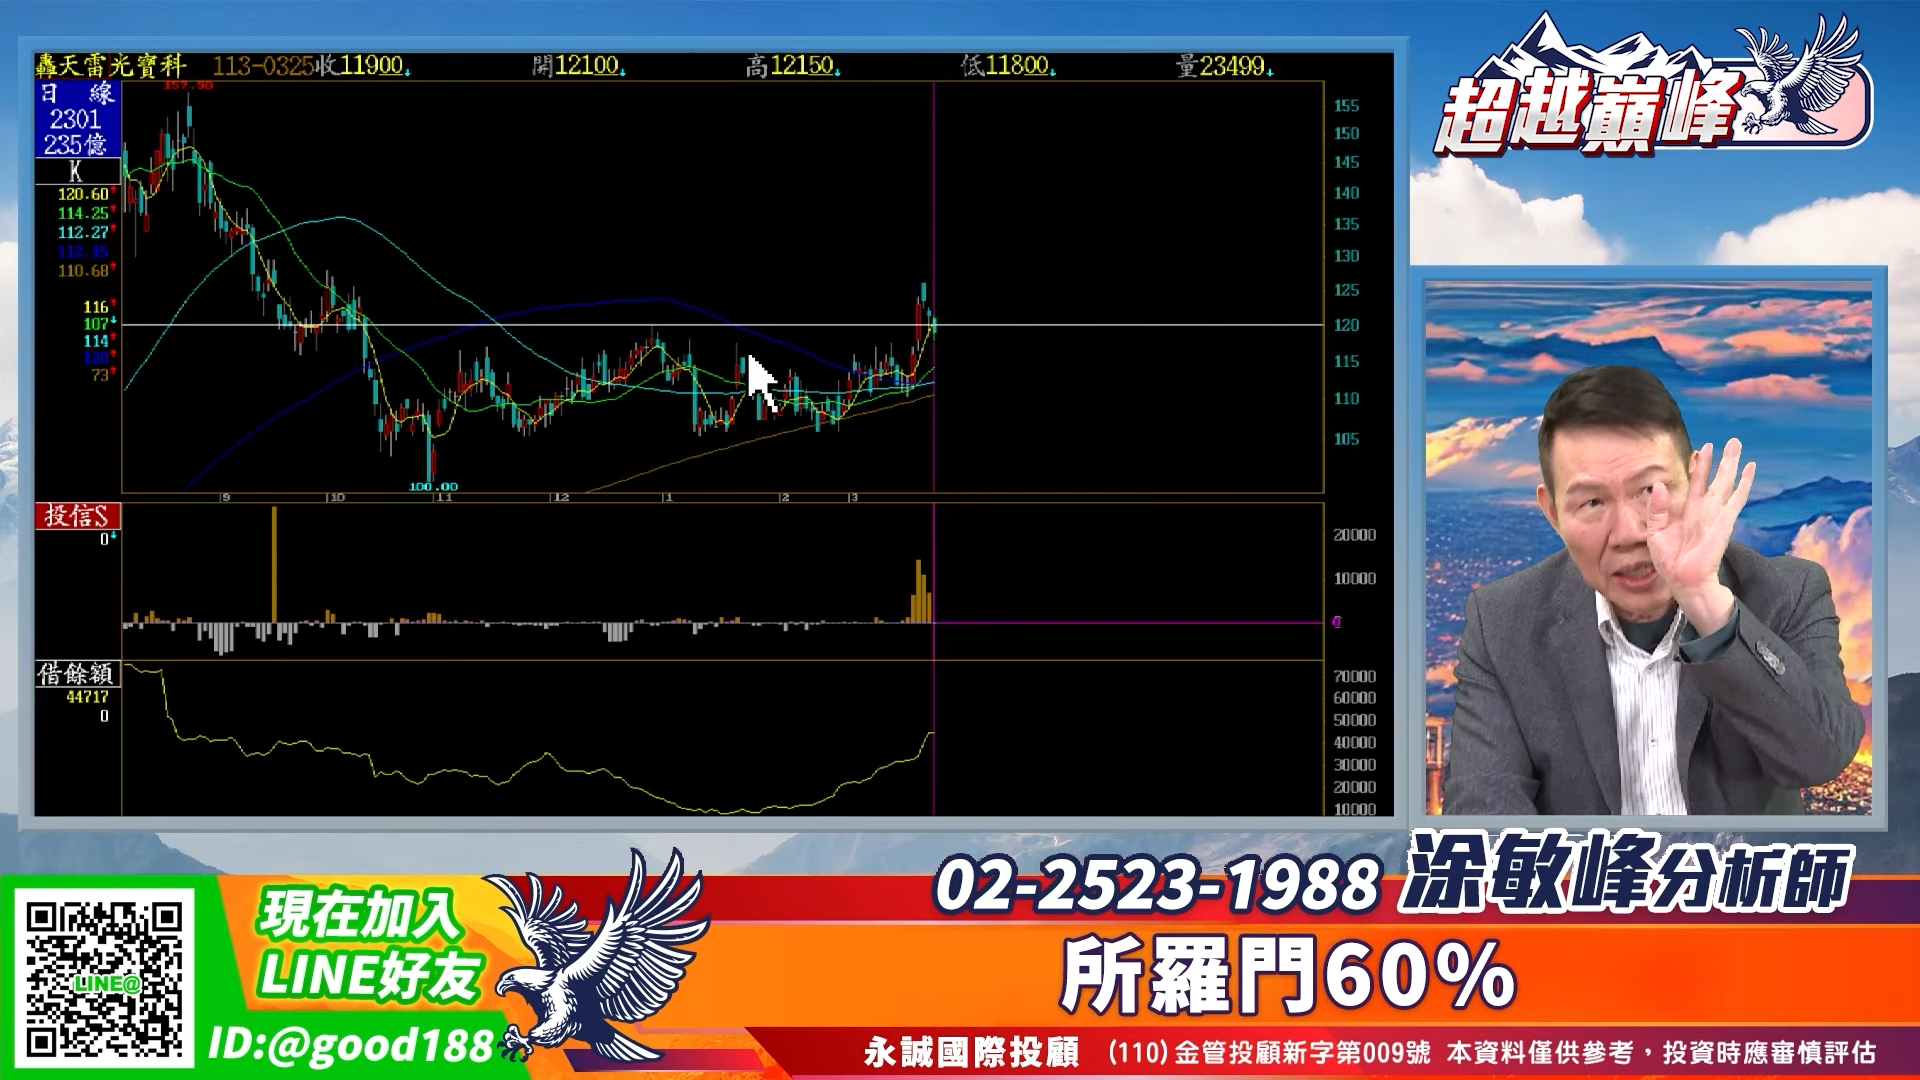 轟天雷光寶科 113-0325收11900↓ 開12100↓ 高12150↓ 低11800↓ 量23499↓
日 線
2301
235億
K
120.60↑
114.25↑
112.27↑
112.15
110.68↑
116↑
107↓
114↑
120↑
73↑
157.50
100.00
155
150
145
140
135
130
125
120
115
110
105
9 10 11 12 1 2 3
投信S
0↓
20000
10000
0
借餘額
44717
0
70000
60000
50000
40000
30000
20000
10000
超越巔峰
LINE@
現在加入
LINE好友
ID:@good188
02-2523-1988 涂敏峰分析師
所羅門60%
永誠國際投顧 (110)金管投顧新字第009號 本資料僅供參考，投資時應審慎評估